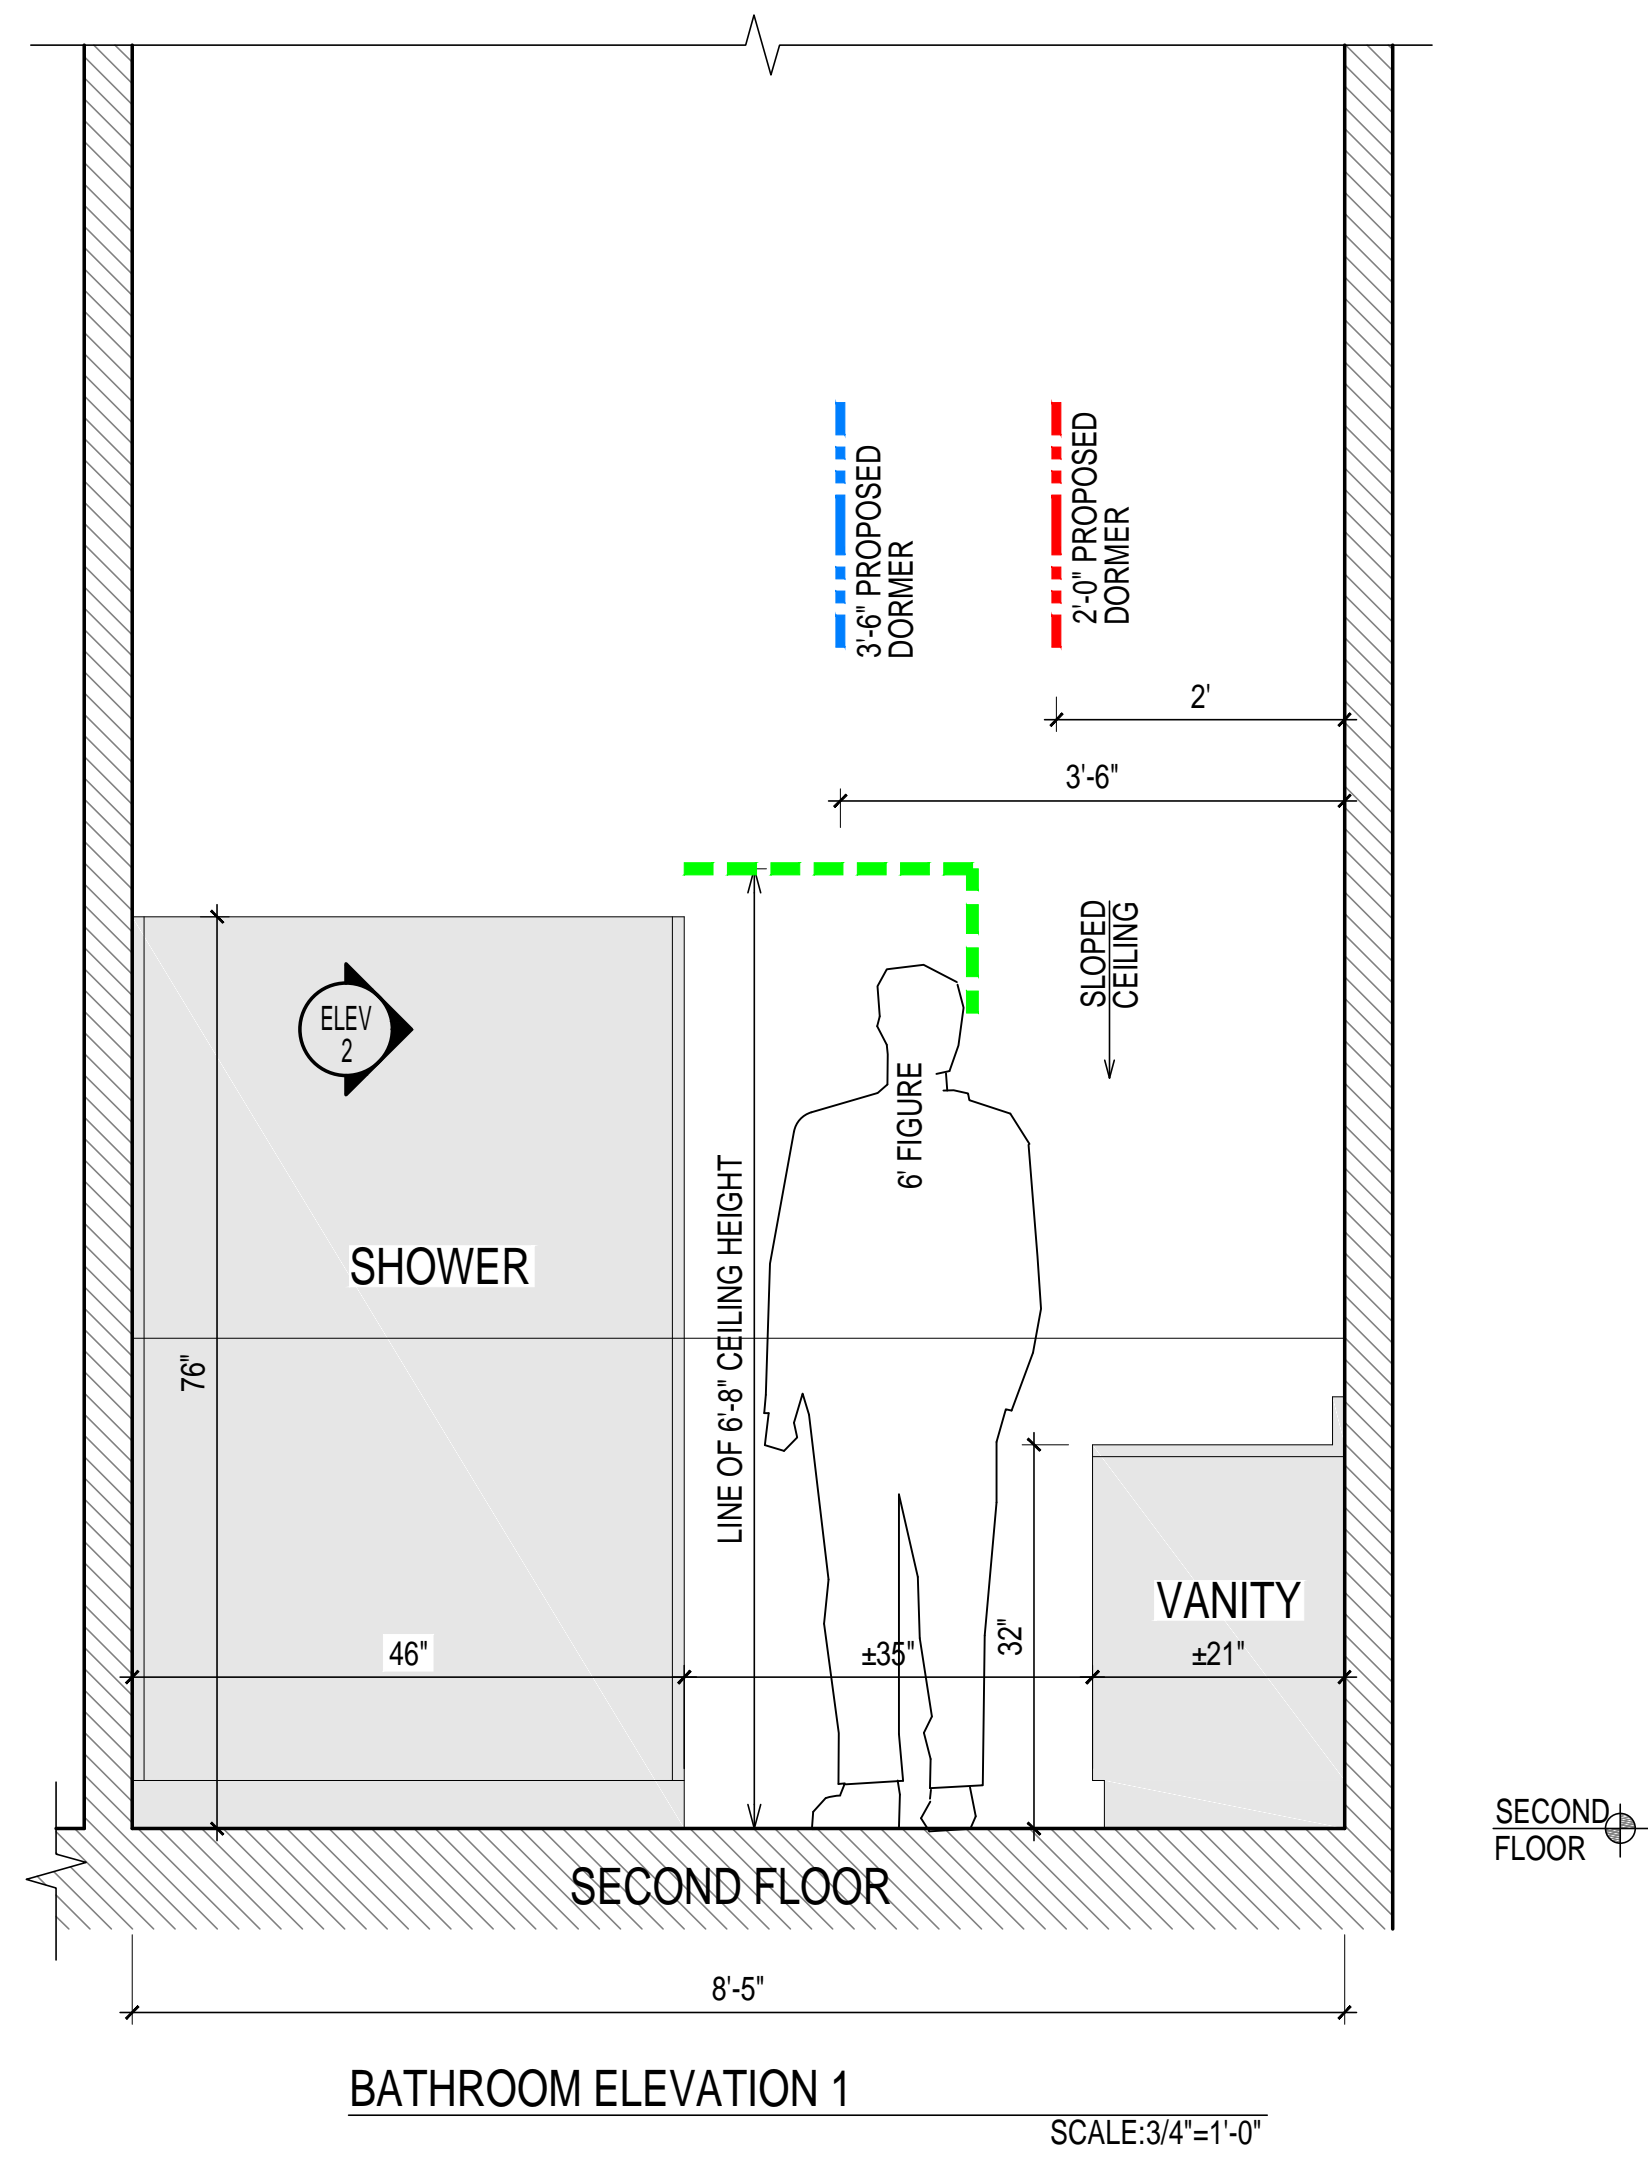 3'-6" PROPOSED
DORMER
2'-0" PROPOSED
DORMER
2'
3'-6"
SLOPED
CEILING
ELEV
2
6' FIGURE
LINE OF 6'-8" CEILING HEIGHT
SHOWER
76"
VANITY
32"
46"
±35"
±21"
SECOND
FLOOR
SECOND FLOOR
8'-5"
BATHROOM ELEVATION 1
SCALE:3/4"=1'-0"